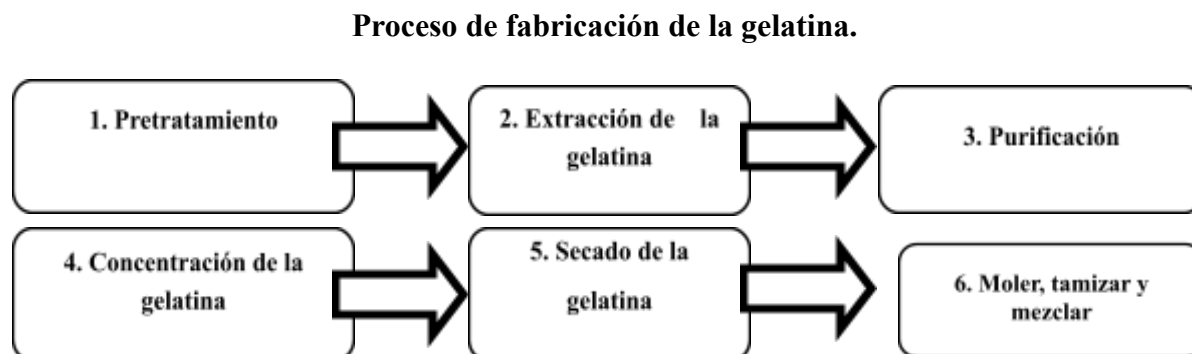 Proceso de fabricación de la gelatina.
1. Pretratamiento
2. Extracción de la
gelatina
3. Purificación
4. Concentración de la
gelatina
5. Secado de la
gelatina
6. Moler, tamizar y
mezclar